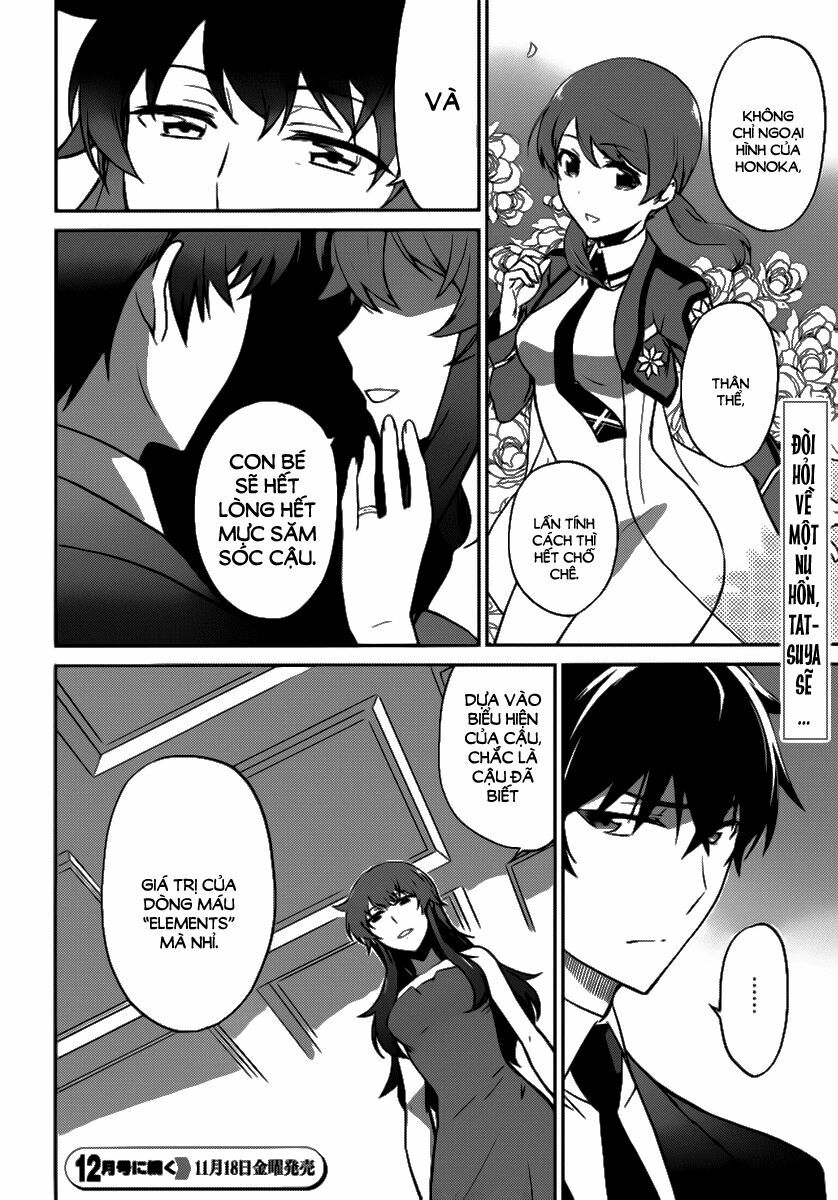 KHÔNG
CHỈ NGOẠI
HÌNH CỦA
HONOKA,
THÂN
THỂ,
LẪN TÍNH
CÁCH THÌ
HẾT CHỖ
CHÊ.
VÀ
CON BÉ
SẼ HẾT
LÒNG HẾT
MỰC SĂM
SÓC CẬU.
ĐÒI
HỎI
VỀ
MỘT
NỤ
HÔN,
TAT-
SUYA
SẼ
...
.......
DỰA VÀO
BIỂU HIỆN
CỦA CẬU,
CHẮC LÀ
CẬU ĐÃ
BIẾT
GIÁ TRỊ CỦA
DÒNG MÁU
“ELEMENTS”
MÀ NHỈ.
12月号に続く 11月18日金曜発売